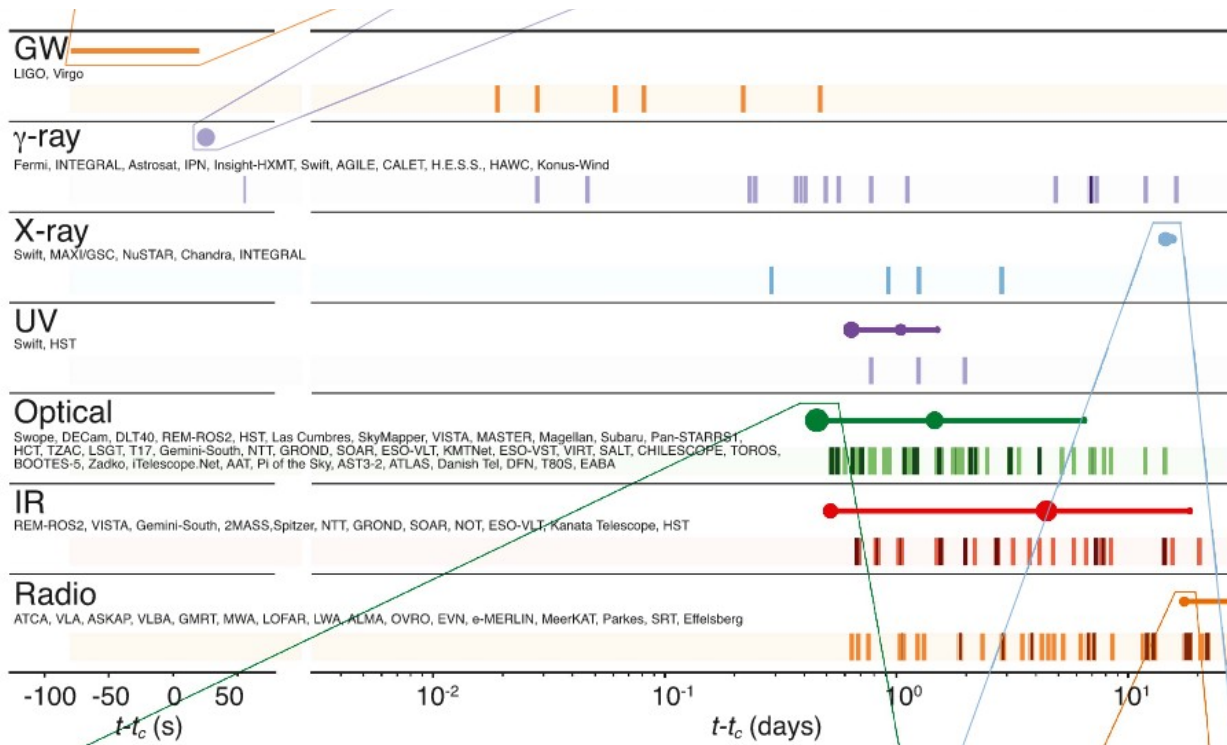 GW
LIGO, Virgo
γ-ray
Fermi, INTEGRAL, Astrosat, IPN, Insight-HXMT, Swift, AGILE, CALET, H.E.S.S., HAWC, Konus-Wind
X-ray
Swift, MAXI/GSC, NuSTAR, Chandra, INTEGRAL
UV
Swift, HST
Optical
Swope, DECam, DLT40, REM-ROS2, HST, Las Cumbres, SkyMapper, VISTA, MASTER, Magellan, Subaru, Pan-STARRS1,
HCT, TZAC, LSGT, T17, Gemini-South, NTT, GROND, SOAR, ESO-VLT, KMTNet, ESO-VST, VIRT, SALT, CHILESCOPE, TOROS,
BOOTES-5, Zadko, iTelescope.Net, AAT, Pi of the Sky, AST3-2, ATLAS, Danish Tel, DFN, T80S, EABA
IR
REM-ROS2, VISTA, Gemini-South, 2MASS,Spitzer, NTT, GROND, SOAR, NOT, ESO-VLT, Kanata Telescope, HST
Radio
ATCA, VLA, ASKAP, VLBA, GMRT, MWA, LOFAR, LWA, ALMA, OVRO, EVN, e-MERLIN, MeerKAT, Parkes, SRT, Effelsberg
-100 -50 0 50 10⁻² 10⁻¹ 10⁰ 10¹
t-t_c (s) t-t_c (days)